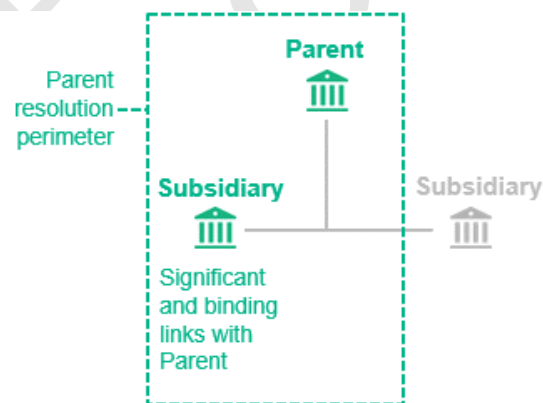 Parent
Parent
resolution
perimeter
Subsidiary
Subsidiary
Significant
and binding
links with
Parent